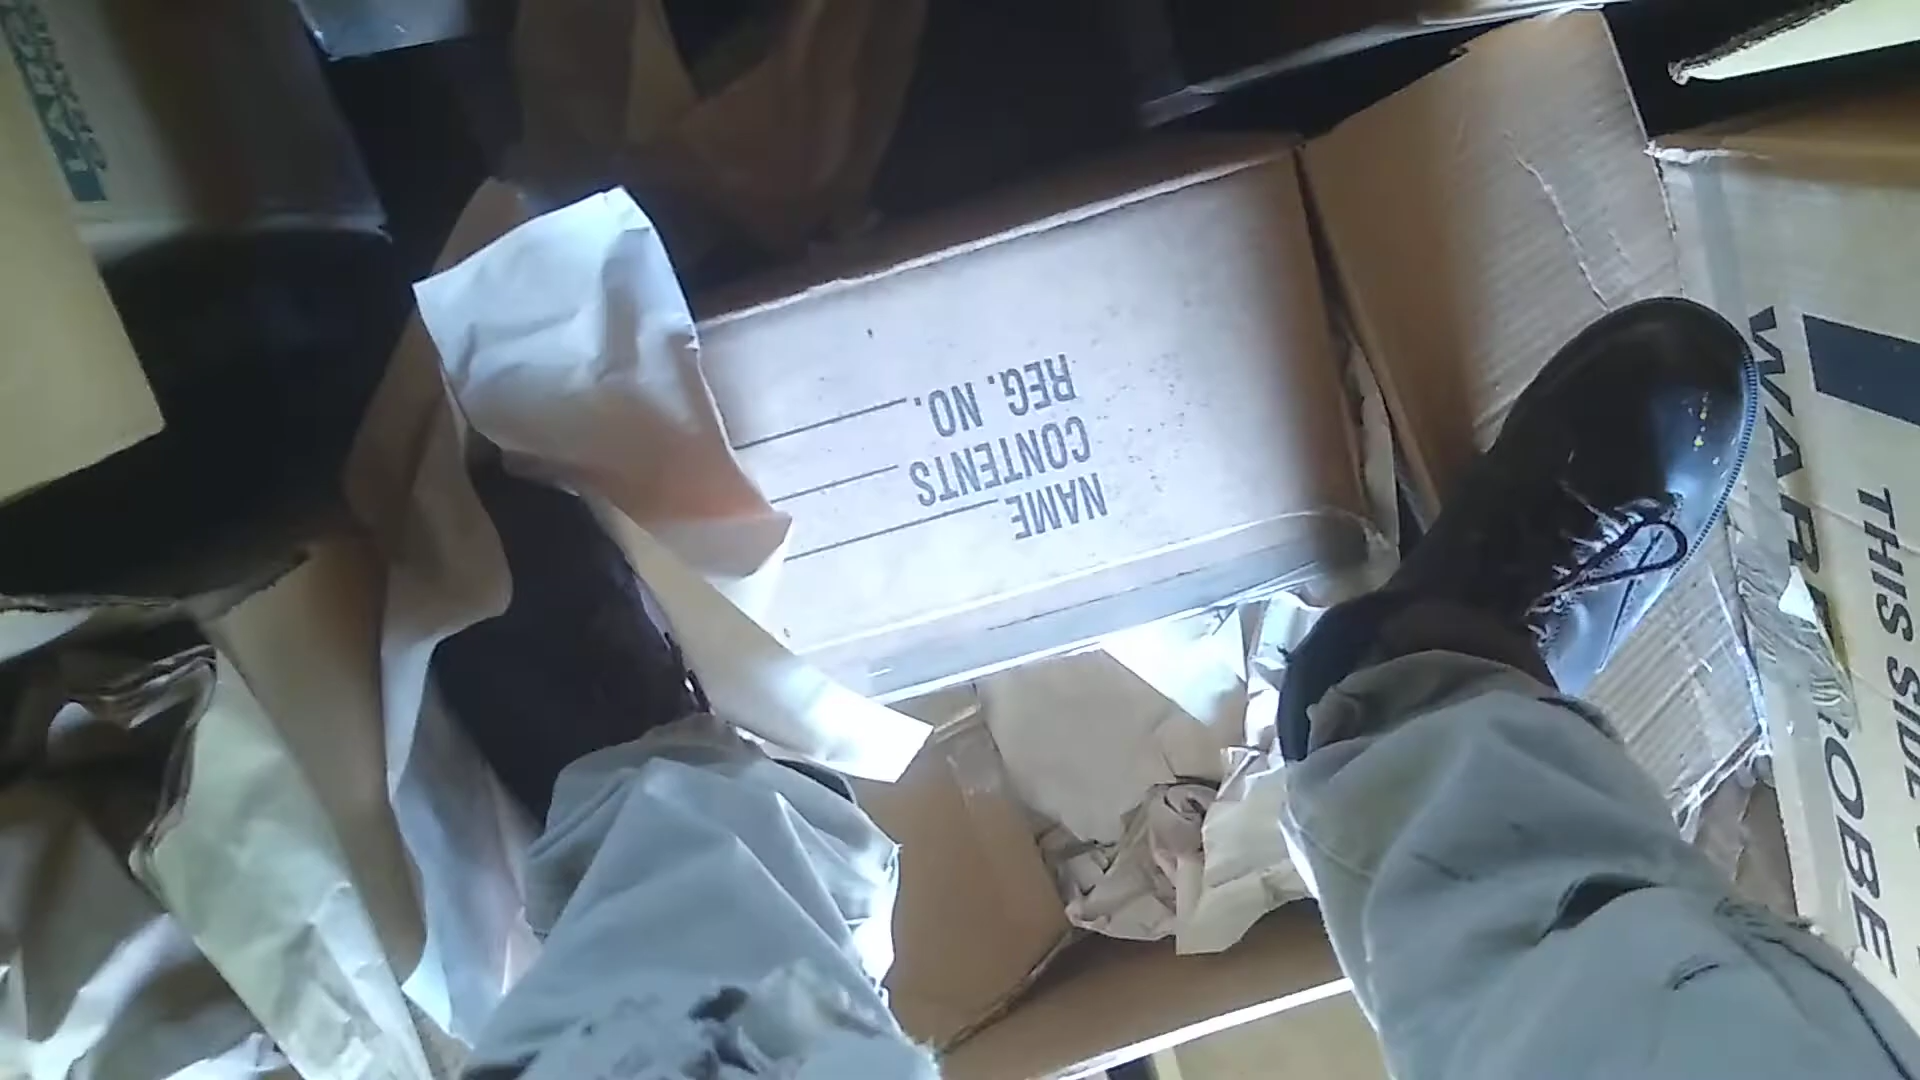 NAME
CONTENTS
REG. NO.
WARDROBE
THIS SIDE